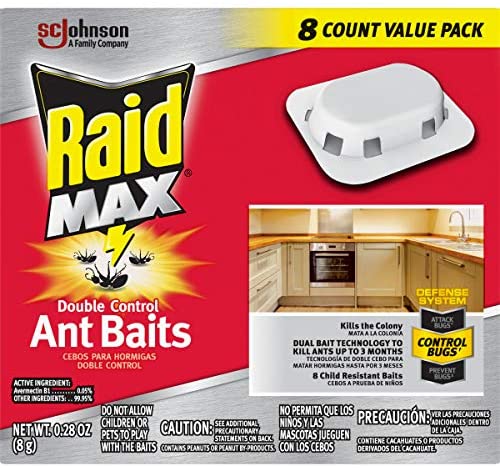 scJohnson
A Family Company
8 COUNT VALUE PACK
Raid®
MAX
Double Control
Ant Baits
CEBOS PARA HORMIGAS
DOBLE CONTROL
ACTIVE INGREDIENT:
Avermectin B1 ......... 0.05%
OTHER INGREDIENTS: .. 99.95%
DEFENSE
SYSTEM
ATTACK
BUGS
CONTROL
BUGS
PREVENT
BUGS
Kills the Colony
MATA A LA COLONIA
DUAL BAIT TECHNOLOGY TO
KILL ANTS UP TO 3 MONTHS
TECNOLOGÍA DE DOBLE CEBO PARA
MATAR HORMIGAS HASTA POR 3 MESES
8 Child Resistant Baits
CEBOS A PRUEBA DE NIÑOS
NET WT. 0.28 OZ
(8 g)
DO NOT ALLOW
CHILDREN OR
PETS TO PLAY
WITH THE BAITS
CAUTION: SEE ADDITIONAL
PRECAUTIONARY
STATEMENTS ON BACK.
CONTAINS PEANUTS OR PEANUT BY-PRODUCTS.
NO PERMITA QUE LOS
NIÑOS Y LAS
MASCOTAS JUEGUEN
CON LOS CEBOS
PRECAUCIÓN: VER LAS PRECAUCIONES
ADICIONALES, DENTRO
DE LA CAJA.
CONTIENE CACAHUATES O PRODUCTOS
DERIVADOS DEL CACAHUATE.